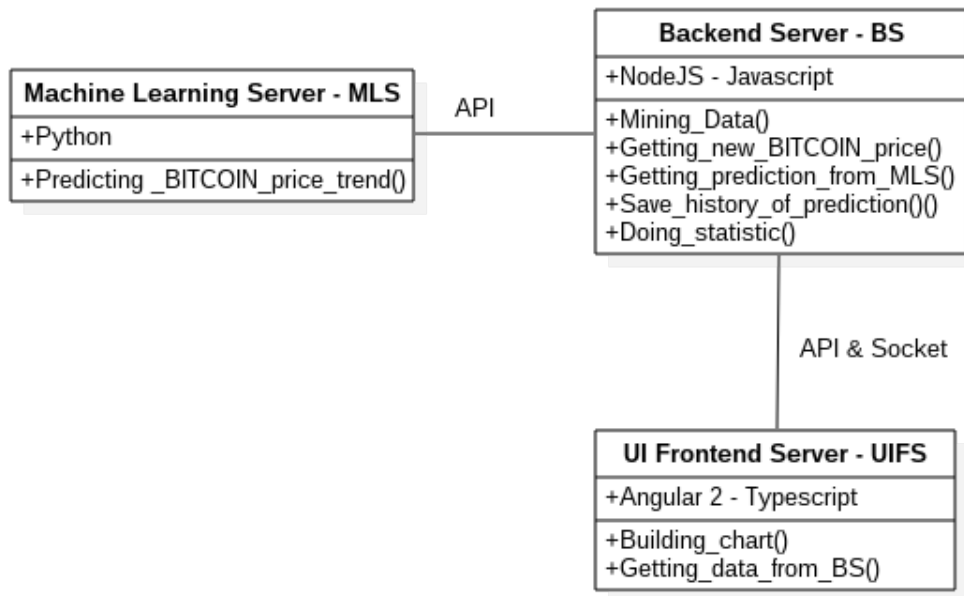 Machine Learning Server - MLS
+Python
+Predicting _BITCOIN_price_trend()
API
Backend Server - BS
+NodeJS - Javascript
+Mining_Data()
+Getting_new_BITCOIN_price()
+Getting_prediction_from_MLS()
+Save_history_of_prediction()()
+Doing_statistic()
API & Socket
UI Frontend Server - UIFS
+Angular 2 - Typescript
+Building_chart()
+Getting_data_from_BS()